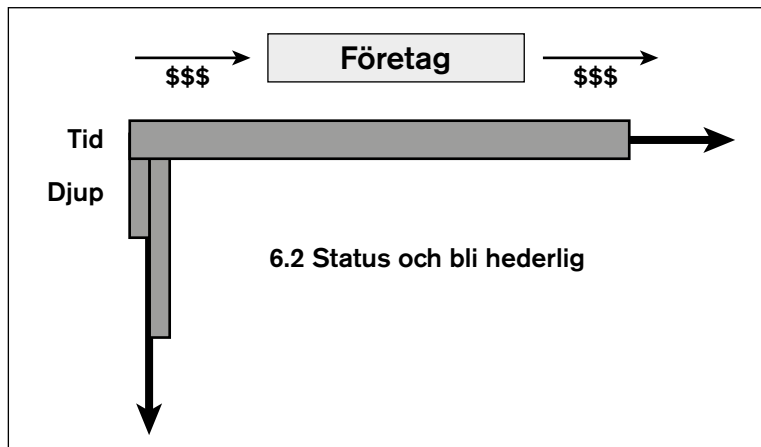 Företag
$$$
$$$
Tid
Djup
6.2 Status och bli hederlig